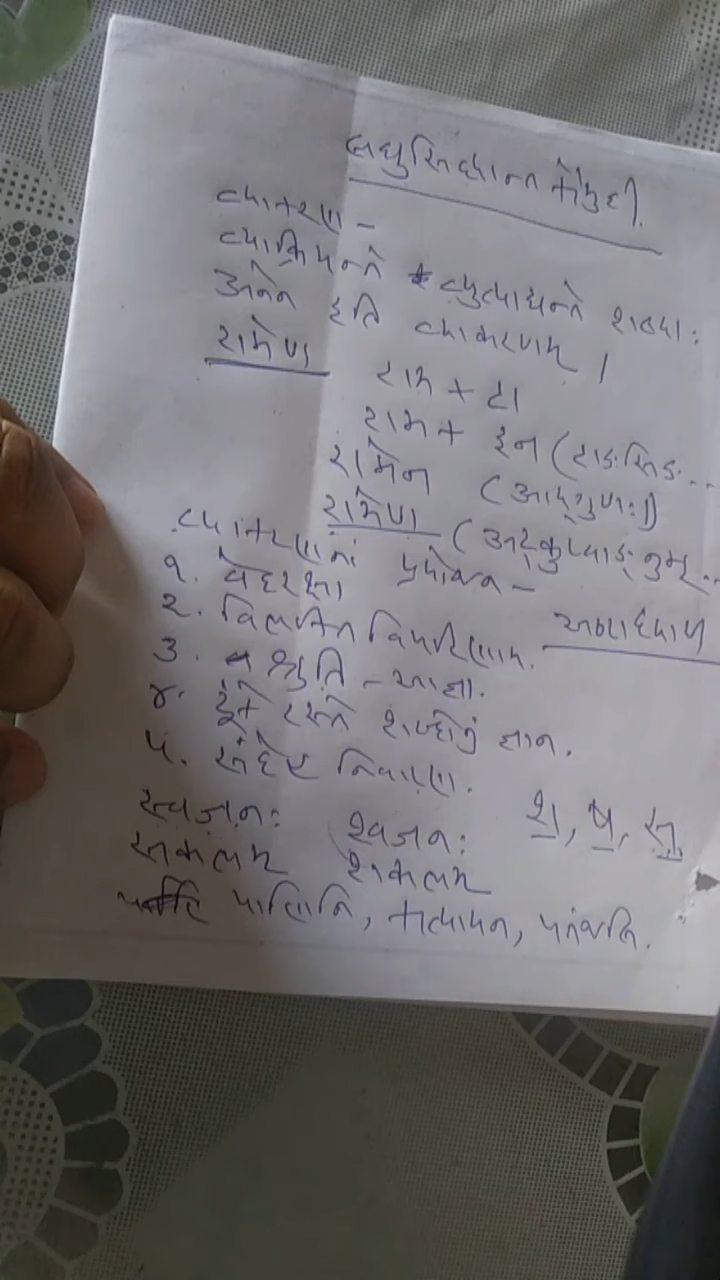 લઘુસિધ્ધાન્ત કૌમુદી.
વ્યાકરણ -
વ્યાક્રિયન્તે વ્યુત્પાદ્યન્તે શબ્દા:
અનેન ઇતિ વ્યાકરણમ્ ।
રામેણ
રામ + ટા
રામ + ઇન (ટાઙસિઙ...
રામેન (આદ્ગુણ:।)
રામેણ (અટ્કુપ્વાઙ્નુમ્...
વ્યાકરણનાં પ્રયોજન -
૧. વેદરક્ષા
૨. વિભક્તિ વિપરિણામ.
૩. શ્રુતિ - આજ્ઞા.
૪. ટૂંકે રસ્તે શબ્દોનું જ્ઞાન.
૫. સંદેહ નિવારણ.
સ્વજન: શ્વજન: શ, ષ, સ
સકલમ્ શકલમ્
પાણિનિ, કાત્યાયન, પતંજલિ.